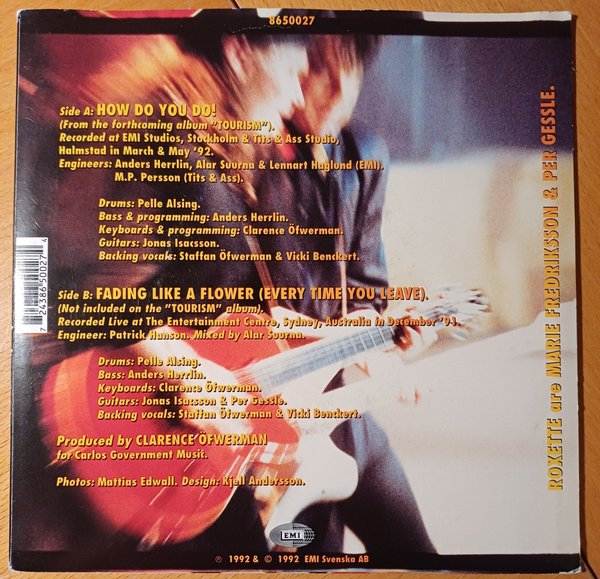 8650027
Side A: HOW DO YOU DO!
(From the forthcoming album "TOURISM").
Recorded at EMI Studios, Stockholm & Tits & Ass Studio,
Halmstad in March & May '92.
Engineers: Anders Herrlin, Alar Suurna & Lennart Haglund (EMI).
M.P. Persson (Tits & Ass).
Drums: Pelle Alsing.
Bass & programming: Anders Herrlin.
Keyboards & programming: Clarence Öfwerman.
Guitars: Jonas Isacsson.
Backing vocals: Staffan Öfwerman & Vicki Benckert.
Side B: FADING LIKE A FLOWER (EVERY TIME YOU LEAVE).
(Not included on the "TOURISM" album).
Recorded Live at The Entertainment Centre, Sydney, Australia in December '91.
Engineer: Patrick Hanson. Mixed by Alar Suurna.
Drums: Pelle Alsing.
Bass: Anders Herrlin.
Keyboards: Clarence Öfwerman.
Guitars: Jonas Isacsson & Per Gessle.
Backing vocals: Staffan Öfwerman & Vicki Benckert.
Produced by CLARENCE ÖFWERMAN
for Carlos Government Music.
Photos: Mattias Edwall. Design: Kjell Andersson.
EMI
℗ 1992 & © 1992 EMI Svenska AB
ROXETTE are MARIE FREDRIKSSON & PER GESSLE.
7 24386 50027 4